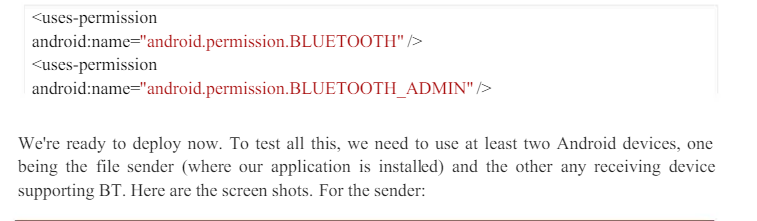 <uses-permission
android:name="android.permission.BLUETOOTH" />
<uses-permission
android:name="android.permission.BLUETOOTH_ADMIN" />
We're ready to deploy now. To test all this, we need to use at least two Android devices, one
being the file sender (where our application is installed) and the other any receiving device
supporting BT. Here are the screen shots. For the sender: